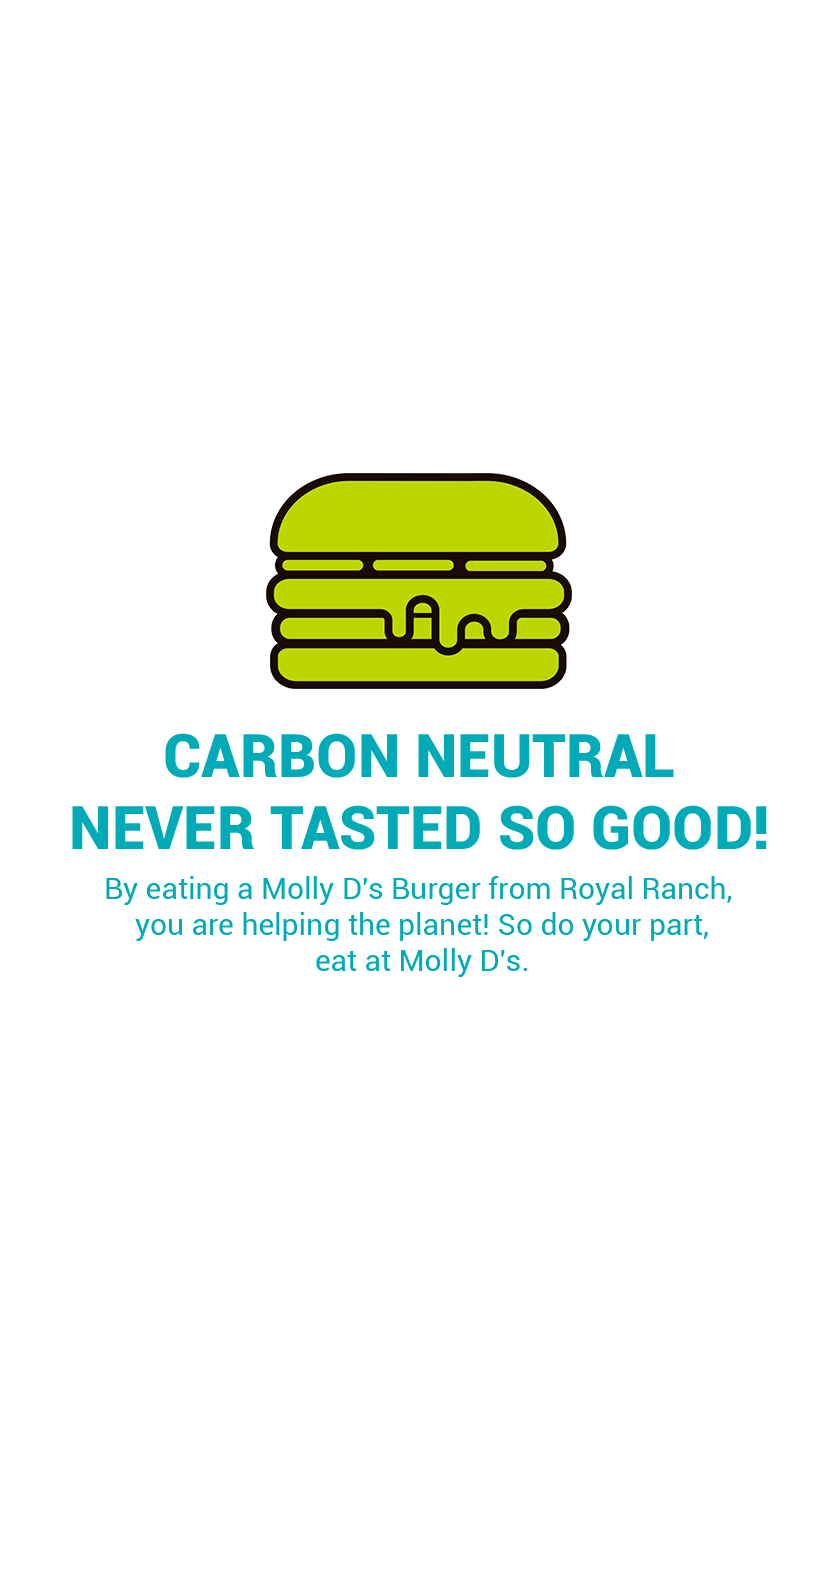 CARBON NEUTRAL
NEVER TASTED SO GOOD!
By eating a Molly D's Burger from Royal Ranch,
you are helping the planet! So do your part,
eat at Molly D's.